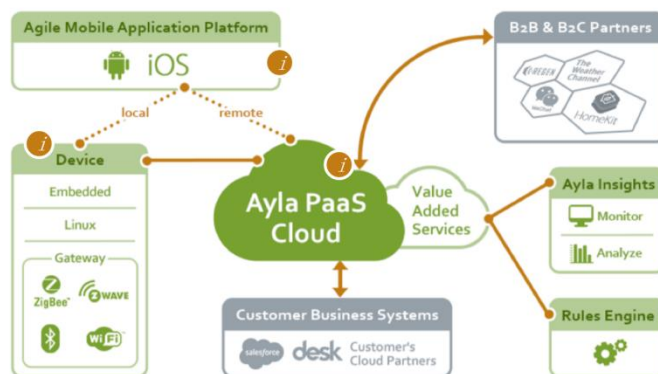 Agile Mobile Application Platform
iOS
i
local
remote
B2B & B2C Partners
The
Weather
Channel
WeChat
HomeKit
i
Device
Embedded
Linux
Gateway
ZigBee
Z WAVE
WiFi
i
Ayla PaaS
Cloud
Value
Added
Services
Ayla Insights
Monitor
Analyze
Rules Engine
Customer Business Systems
salesforce
desk
Customer's
Cloud Partners